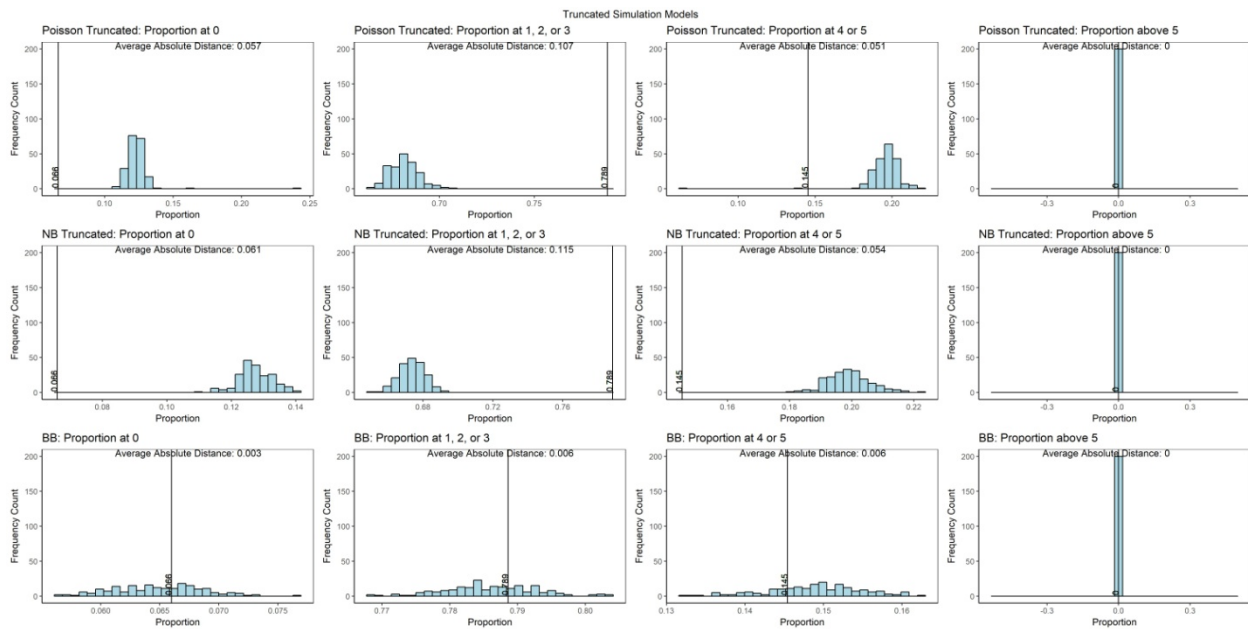 Truncated Simulation Models
Poisson Truncated: Proportion at 0
Average Absolute Distance: 0.057
Frequency Count
200
150
100
50
0
0.066
0.10
0.15
0.20
0.25
Proportion
Poisson Truncated: Proportion at 1, 2, or 3
Average Absolute Distance: 0.107
Frequency Count
200
150
100
50
0
0.789
0.70
0.75
Proportion
Poisson Truncated: Proportion at 4 or 5
Average Absolute Distance: 0.051
Frequency Count
200
150
100
50
0
0.145
0.10
0.15
0.20
Proportion
Poisson Truncated: Proportion above 5
Average Absolute Distance: 0
Frequency Count
200
150
100
50
0
0
-0.3
0.0
0.3
Proportion
NB Truncated: Proportion at 0
Average Absolute Distance: 0.061
Frequency Count
200
150
100
50
0
0.066
0.08
0.10
0.12
0.14
Proportion
NB Truncated: Proportion at 1, 2, or 3
Average Absolute Distance: 0.115
Frequency Count
200
150
100
50
0
0.789
0.68
0.72
0.76
Proportion
NB Truncated: Proportion at 4 or 5
Average Absolute Distance: 0.054
Frequency Count
200
150
100
50
0
0.145
0.16
0.18
0.20
0.22
Proportion
NB Truncated: Proportion above 5
Average Absolute Distance: 0
Frequency Count
200
150
100
50
0
0
-0.3
0.0
0.3
Proportion
BB: Proportion at 0
Average Absolute Distance: 0.003
Frequency Count
200
150
100
50
0
0.066
0.060
0.065
0.070
0.075
Proportion
BB: Proportion at 1, 2, or 3
Average Absolute Distance: 0.006
Frequency Count
200
150
100
50
0
0.789
0.77
0.78
0.79
0.80
Proportion
BB: Proportion at 4 or 5
Average Absolute Distance: 0.006
Frequency Count
200
150
100
50
0
0.145
0.13
0.14
0.15
0.16
Proportion
BB: Proportion above 5
Average Absolute Distance: 0
Frequency Count
200
150
100
50
0
0
-0.3
0.0
0.3
Proportion